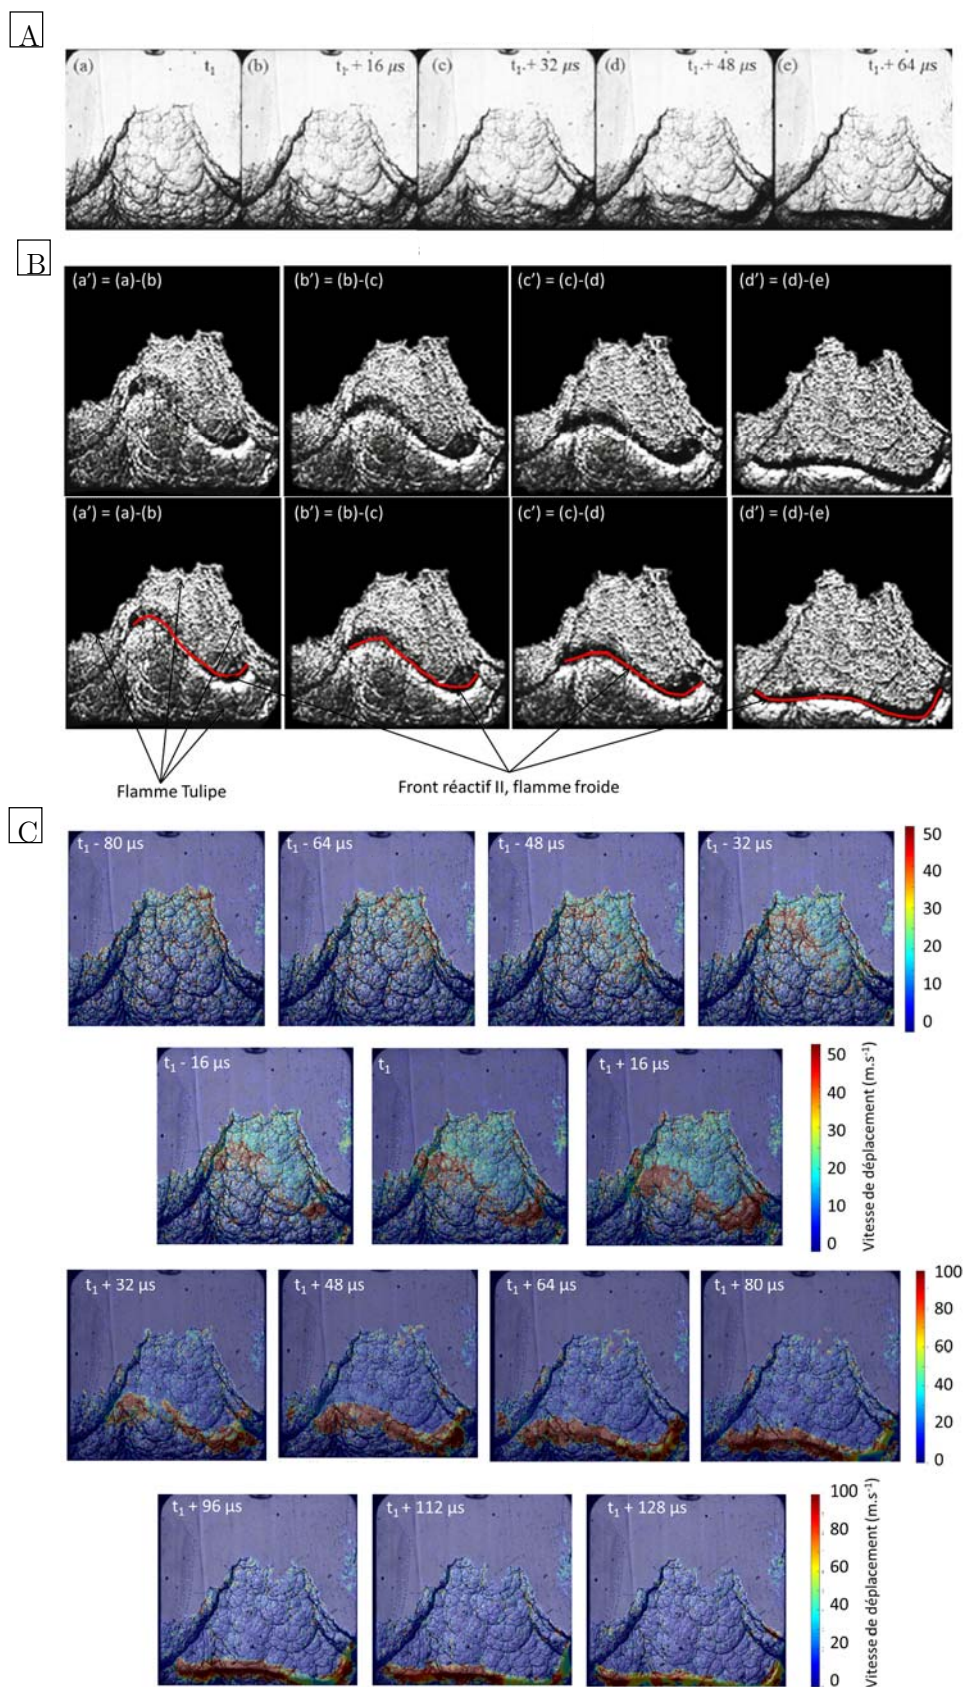 A
(a) t₁ (b) t₁ + 16 µs (c) t₁ + 32 µs (d) t₁ + 48 µs (e) t₁ + 64 µs
B
(a') = (a)-(b) (b') = (b)-(c) (c') = (c)-(d) (d') = (d)-(e)
(a') = (a)-(b) (b') = (b)-(c) (c') = (c)-(d) (d') = (d)-(e)
Flamme Tulipe Front réactif II, flamme froide
C
t₁ - 80 µs t₁ - 64 µs t₁ - 48 µs t₁ - 32 µs
50
40
30
20
10
0
t₁ - 16 µs t₁ t₁ + 16 µs
50
40
30
20
10
0
Vitesse de déplacement (m.s⁻¹)
t₁ + 32 µs t₁ + 48 µs t₁ + 64 µs t₁ + 80 µs
100
80
60
40
20
0
t₁ + 96 µs t₁ + 112 µs t₁ + 128 µs
100
80
60
40
20
0
Vitesse de déplacement (m.s⁻¹)